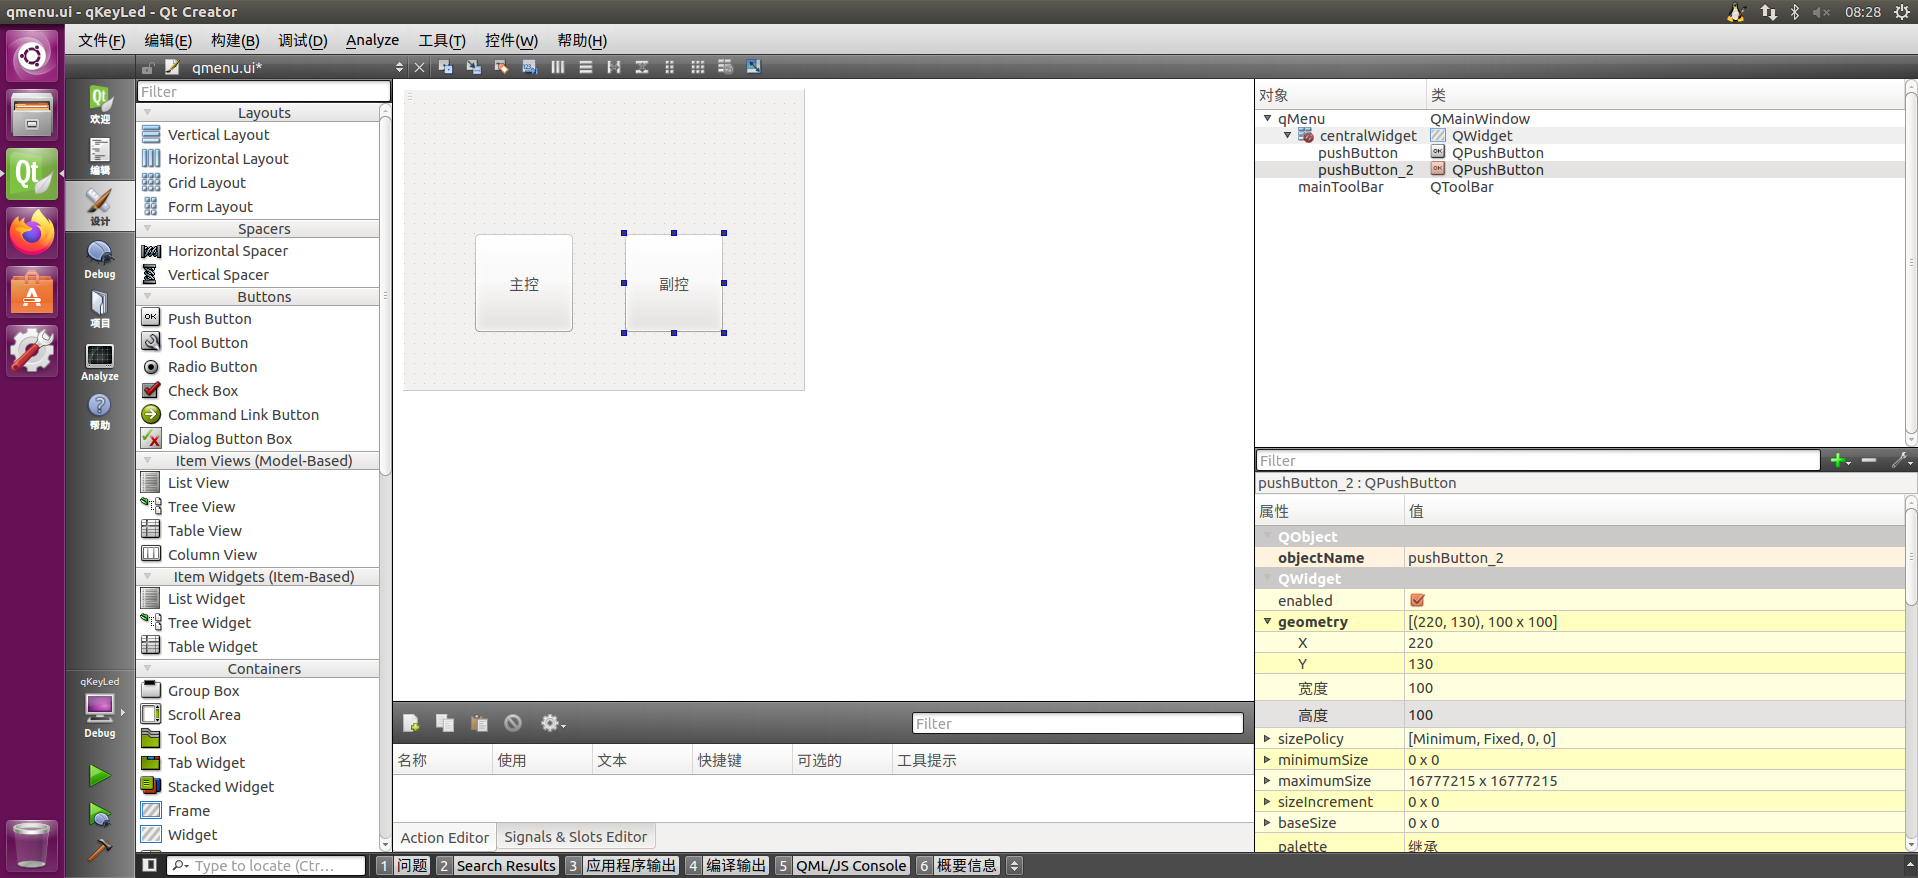 qmenu.ui - qKeyLed - Qt Creator
08:28
文件(F) 编辑(E) 构建(B) 调试(D) Analyze 工具(T) 控件(W) 帮助(H)
qmenu.ui*
欢迎
编辑
设计
Debug
项目
Analyze
帮助
qKeyLed
Debug
Filter
Layouts
Vertical Layout
Horizontal Layout
Grid Layout
Form Layout
Spacers
Horizontal Spacer
Vertical Spacer
Buttons
Push Button
Tool Button
Radio Button
Check Box
Command Link Button
Dialog Button Box
Item Views (Model-Based)
List View
Tree View
Table View
Column View
Item Widgets (Item-Based)
List Widget
Tree Widget
Table Widget
Containers
Group Box
Scroll Area
Tool Box
Tab Widget
Stacked Widget
Frame
Widget
主控
副控
Filter
名称 使用 文本 快捷键 可选的 工具提示
Action Editor Signals & Slots Editor
对象 类
qMenu QMainWindow
centralWidget QWidget
pushButton QPushButton
pushButton_2 QPushButton
mainToolBar QToolBar
Filter
pushButton_2 : QPushButton
属性 值
QObject
objectName pushButton_2
QWidget
enabled
geometry [(220, 130), 100 x 100]
X 220
Y 130
宽度 100
高度 100
sizePolicy [Minimum, Fixed, 0, 0]
minimumSize 0 x 0
maximumSize 16777215 x 16777215
sizeIncrement 0 x 0
baseSize 0 x 0
palette 继承
Type to locate (Ctr...
1 问题 2 Search Results 3 应用程序输出 4 编译输出 5 QML/JS Console 6 概要信息